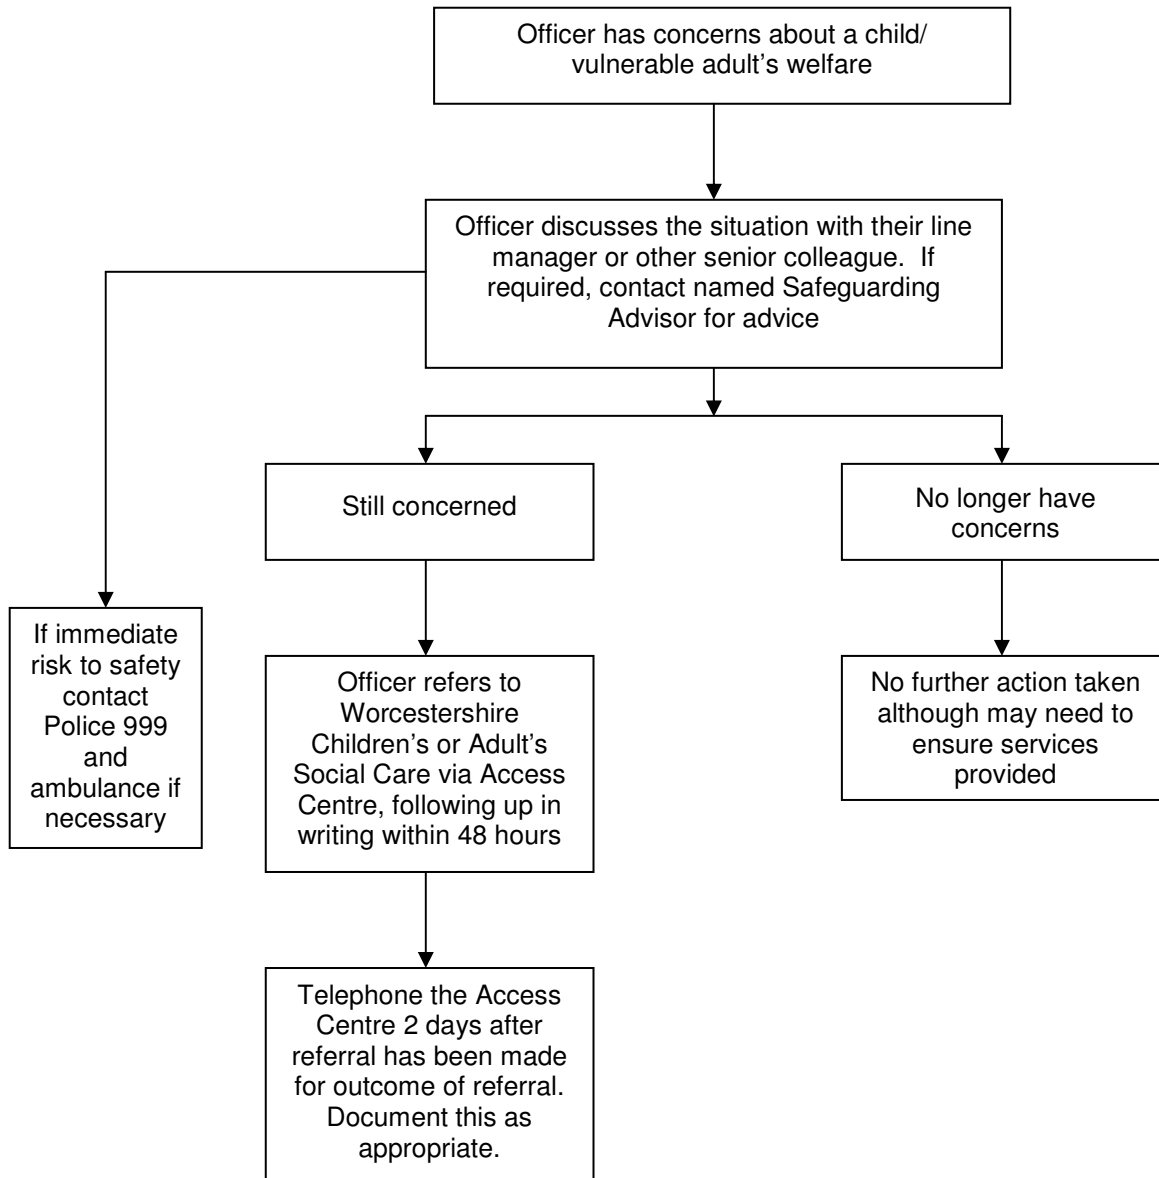 Officer has concerns about a child/
vulnerable adult’s welfare
Officer discusses the situation with their line
manager or other senior colleague.  If
required, contact named Safeguarding
Advisor for advice
Still concerned
No longer have
concerns
If immediate
risk to safety
contact
Police 999
and
ambulance if
necessary
Officer refers to
Worcestershire
Children’s or Adult’s
Social Care via Access
Centre, following up in
writing within 48 hours
No further action taken
although may need to
ensure services
provided
Telephone the Access
Centre 2 days after
referral has been made
for outcome of referral.
Document this as
appropriate.